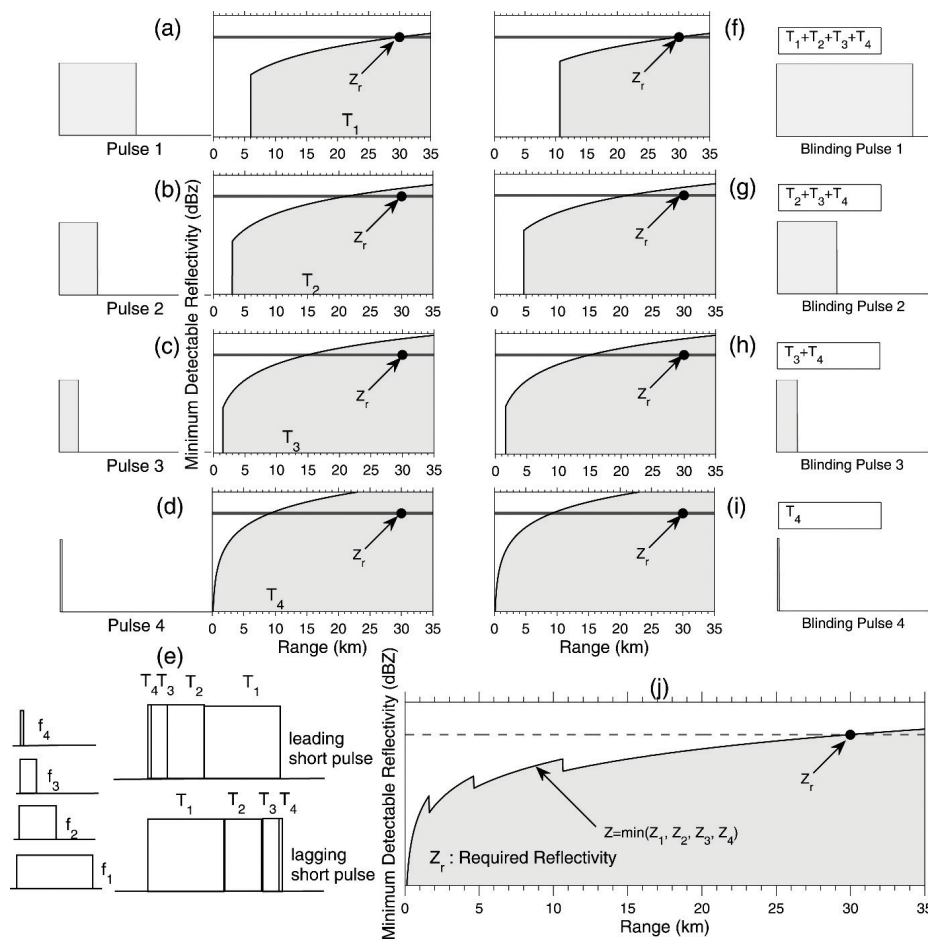 (a)
Z_r
T_1
Pulse 1
0 5 10 15 20 25 30 35
(f)
Z_r
0 5 10 15 20 25 30 35
T_1+T_2+T_3+T_4
Blinding Pulse 1
(b)
Z_r
T_2
Pulse 2
0 5 10 15 20 25 30 35
(g)
Z_r
0 5 10 15 20 25 30 35
T_2+T_3+T_4
Blinding Pulse 2
Minimum Detectable Reflectivity (dBz)
(c)
Z_r
T_3
Pulse 3
0 5 10 15 20 25 30 35
(h)
Z_r
0 5 10 15 20 25 30 35
T_3+T_4
Blinding Pulse 3
(d)
Z_r
T_4
Pulse 4
0 5 10 15 20 25 30 35
Range (km)
(i)
Z_r
0 5 10 15 20 25 30 35
Range (km)
T_4
Blinding Pulse 4
(e)
f_4
f_3
f_2
f_1
T_4 T_3 T_2 T_1
leading
short pulse
T_1 T_2 T_3 T_4
lagging
short pulse
(j)
Minimum Detectable Reflectivity (dBZ)
Z_r
Z=min(Z_1, Z_2, Z_3, Z_4)
Z_r : Required Reflectivity
0 5 10 15 20 25 30 35
Range (km)